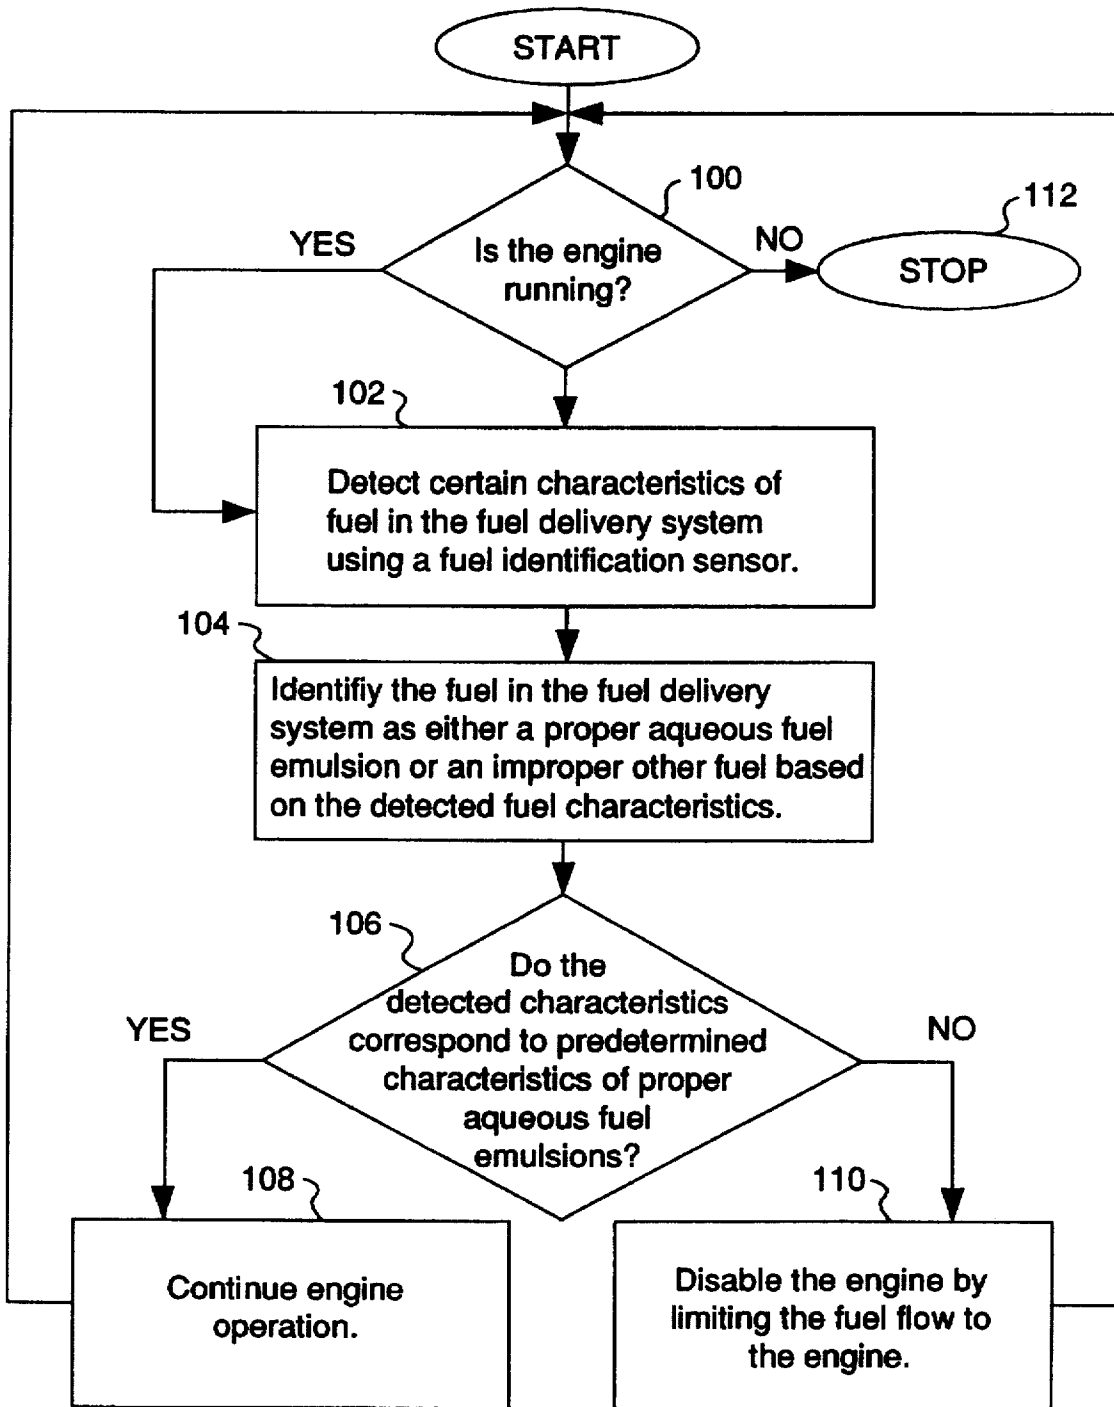 START
100
112
YES
NO
Is the engine
running?
STOP
102
Detect certain characteristics of
fuel in the fuel delivery system
using a fuel identification sensor.
104
Identifiy the fuel in the fuel delivery
system as either a proper aqueous fuel
emulsion or an improper other fuel based
on the detected fuel characteristics.
106
Do the
detected characteristics
correspond to predetermined
characteristics of proper
aqueous fuel
emulsions?
YES
NO
108
110
Continue engine
operation.
Disable the engine by
limiting the fuel flow to
the engine.